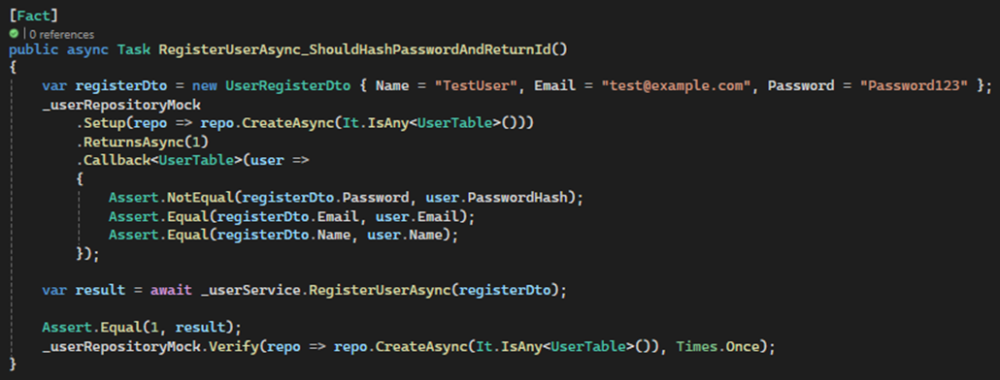 [Fact]
| 0 references
public async Task RegisterUserAsync_ShouldHashPasswordAndReturnId()
{
    var registerDto = new UserRegisterDto { Name = "TestUser", Email = "test@example.com", Password = "Password123" };
    _userRepositoryMock
        .Setup(repo => repo.CreateAsync(It.IsAny<UserTable>()))
        .ReturnsAsync(1)
        .Callback<UserTable>(user =>
        {
            Assert.NotEqual(registerDto.Password, user.PasswordHash);
            Assert.Equal(registerDto.Email, user.Email);
            Assert.Equal(registerDto.Name, user.Name);
        });

    var result = await _userService.RegisterUserAsync(registerDto);

    Assert.Equal(1, result);
    _userRepositoryMock.Verify(repo => repo.CreateAsync(It.IsAny<UserTable>()), Times.Once);
}